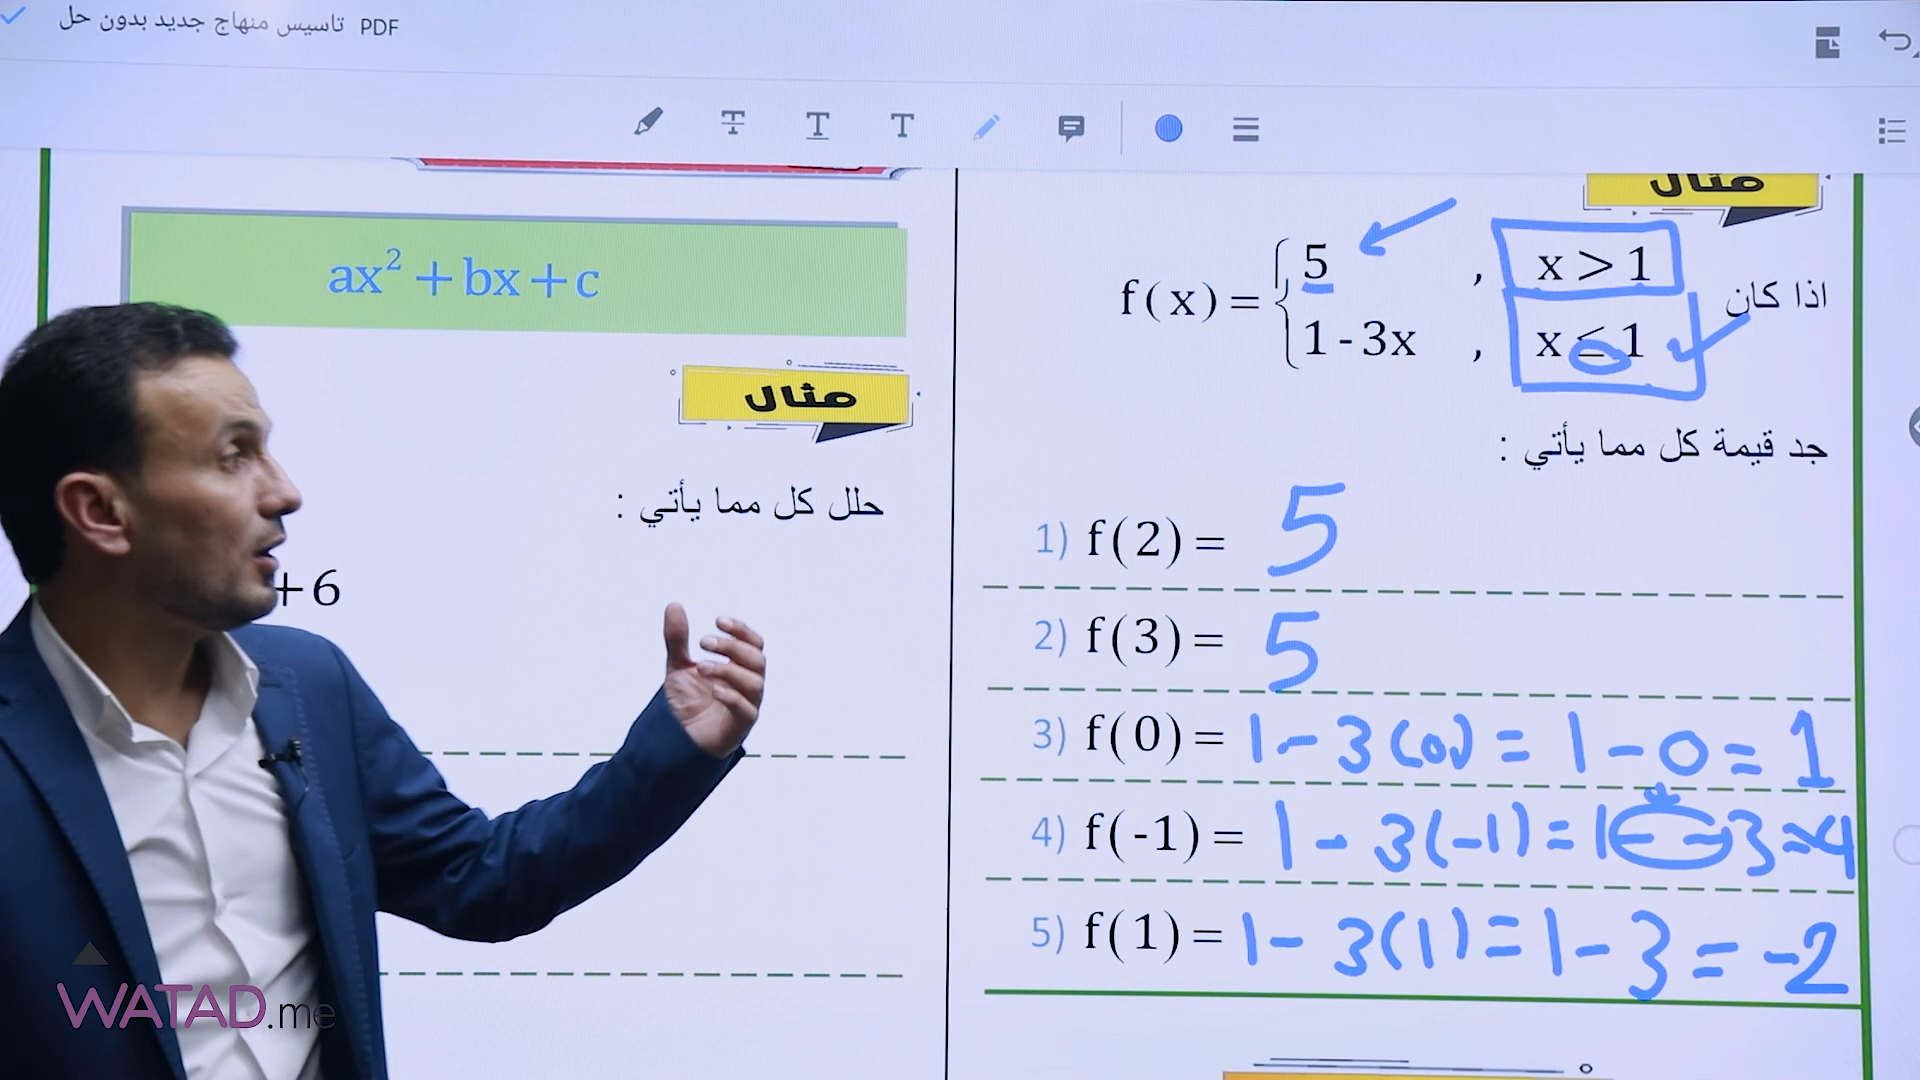 تاسيس منهاج جديد بدون حل PDF
مثال
اذا كان f(x) = { 5 , x > 1
1 - 3x , x ≤ 1
جد قيمة كل مما يأتي :
1) f(2) = 5
2) f(3) = 5
3) f(0) = 1 - 3(0) = 1 - 0 = 1
4) f(-1) = 1 - 3(-1) = 1 - - 3 = 4
5) f(1) = 1 - 3(1) = 1 - 3 = -2
ax² + bx + c
مثال
حلل كل مما يأتي :
+ 6
WATAD.me